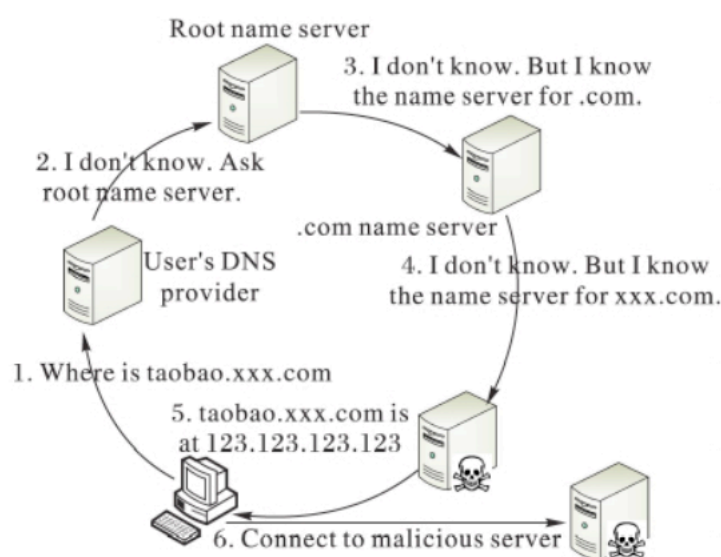 Root name server
3. I don't know. But I know
the name server for .com.
2. I don't know. Ask
root name server.
.com name server
User's DNS
provider
4. I don't know. But I know
the name server for xxx.com.
1. Where is taobao.xxx.com
5. taobao.xxx.com is
at 123.123.123.123
6. Connect to malicious server